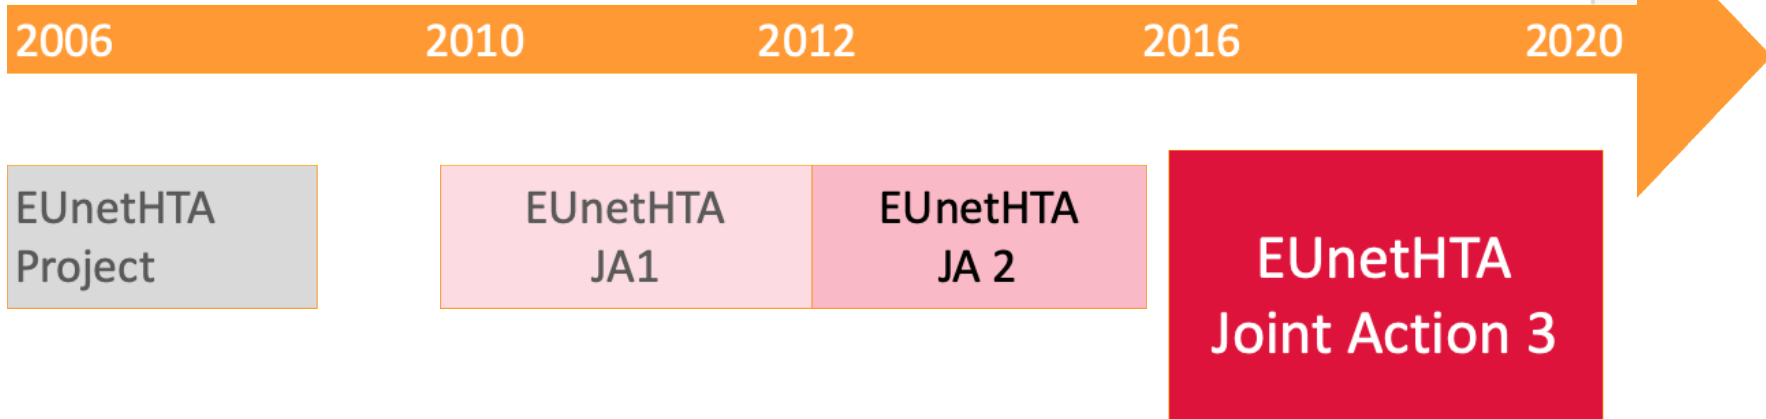 2006 2010 2012 2016 2020
EUnetHTA
Project
EUnetHTA
JA1
EUnetHTA
JA 2
EUnetHTA
Joint Action 3